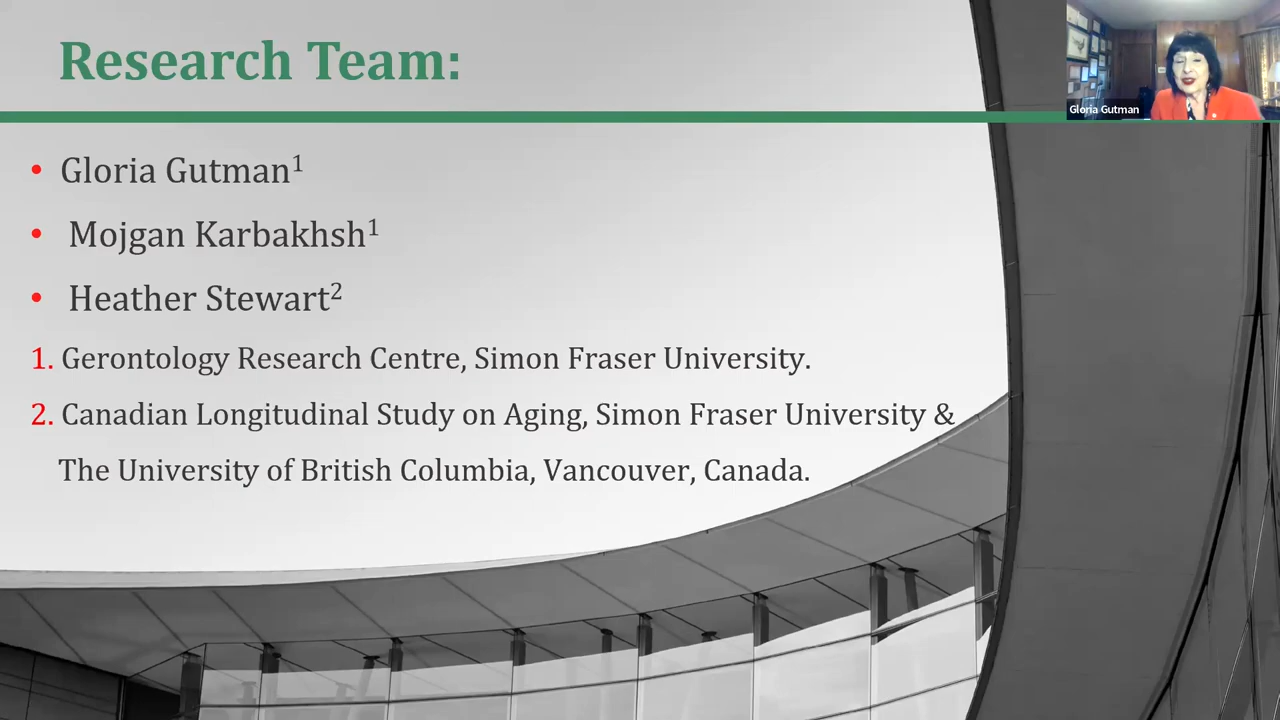 Research Team:
Gloria Gutman
• Gloria Gutman¹
• Mojgan Karbakhsh¹
• Heather Stewart²
1. Gerontology Research Centre, Simon Fraser University.
2. Canadian Longitudinal Study on Aging, Simon Fraser University &
The University of British Columbia, Vancouver, Canada.